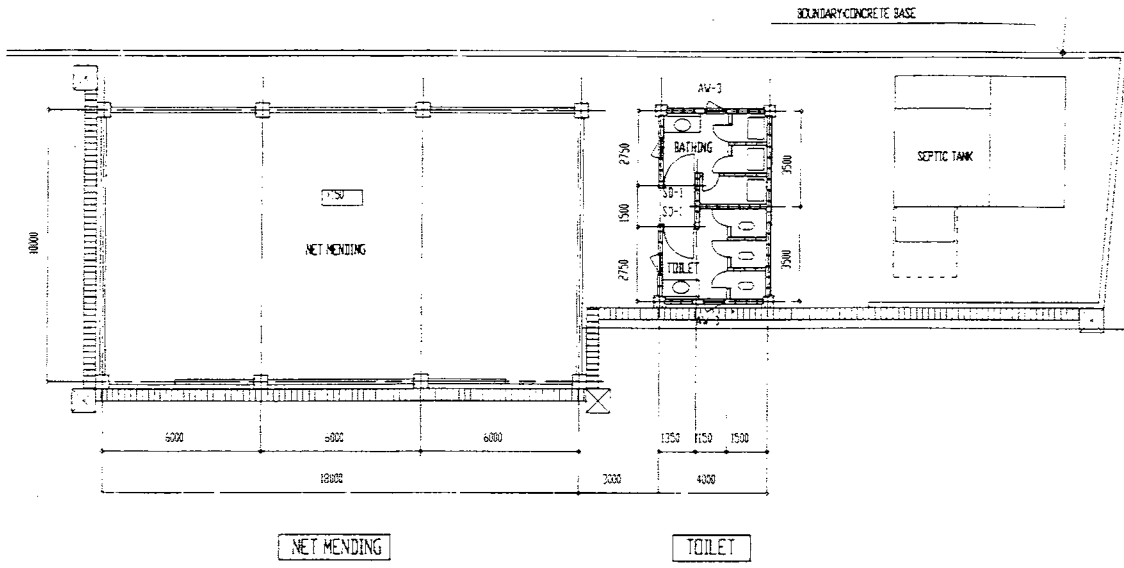 BOUNDARY·CONCRETE BASE
AW-3
BATHING
2750
3500
SEPTIC TANK
SD-1
SD-1
1500
10000
NET MENDING
2750
TOILET
3500
6000
6000
6000
1350
1150
1500
18000
3000
4000
NET MENDING
TOILET